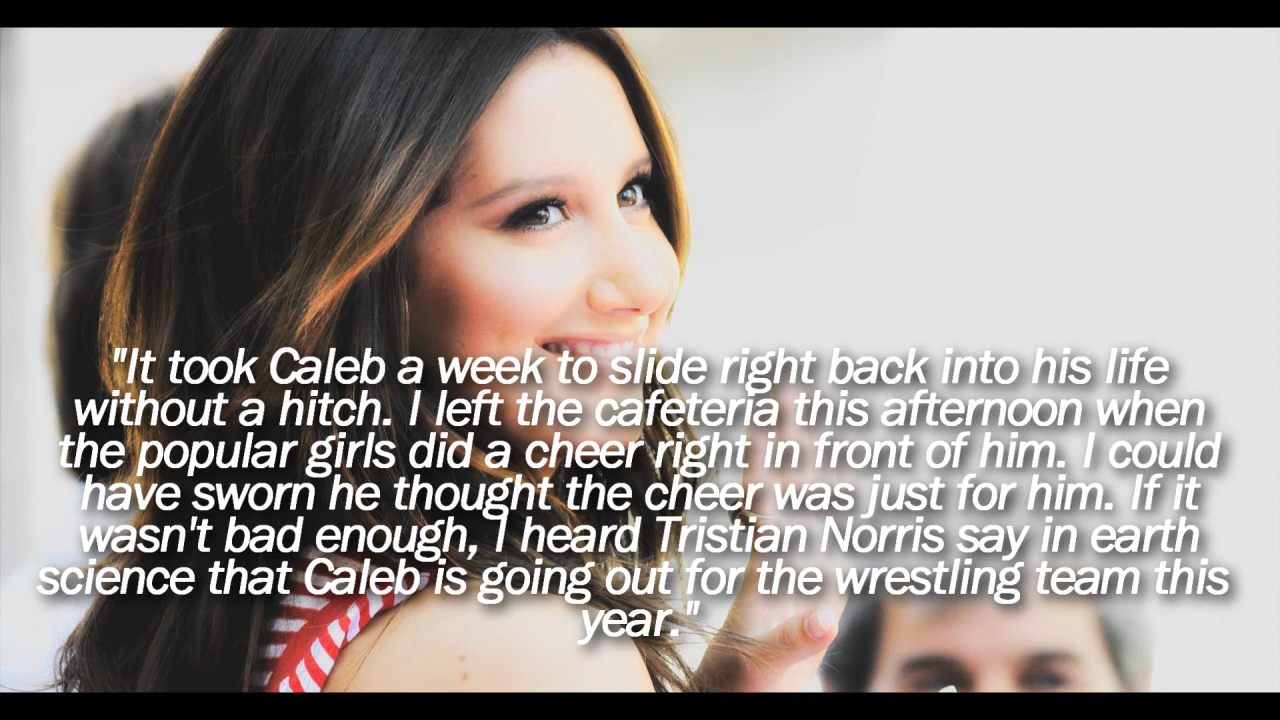 "It took Caleb a week to slide right back into his life
without a hitch. I left the cafeteria this afternoon when
the popular girls did a cheer right in front of him. I could
have sworn he thought the cheer was just for him. If it
wasn't bad enough, I heard Tristian Norris say in earth
science that Caleb is going out for the wrestling team this
year."